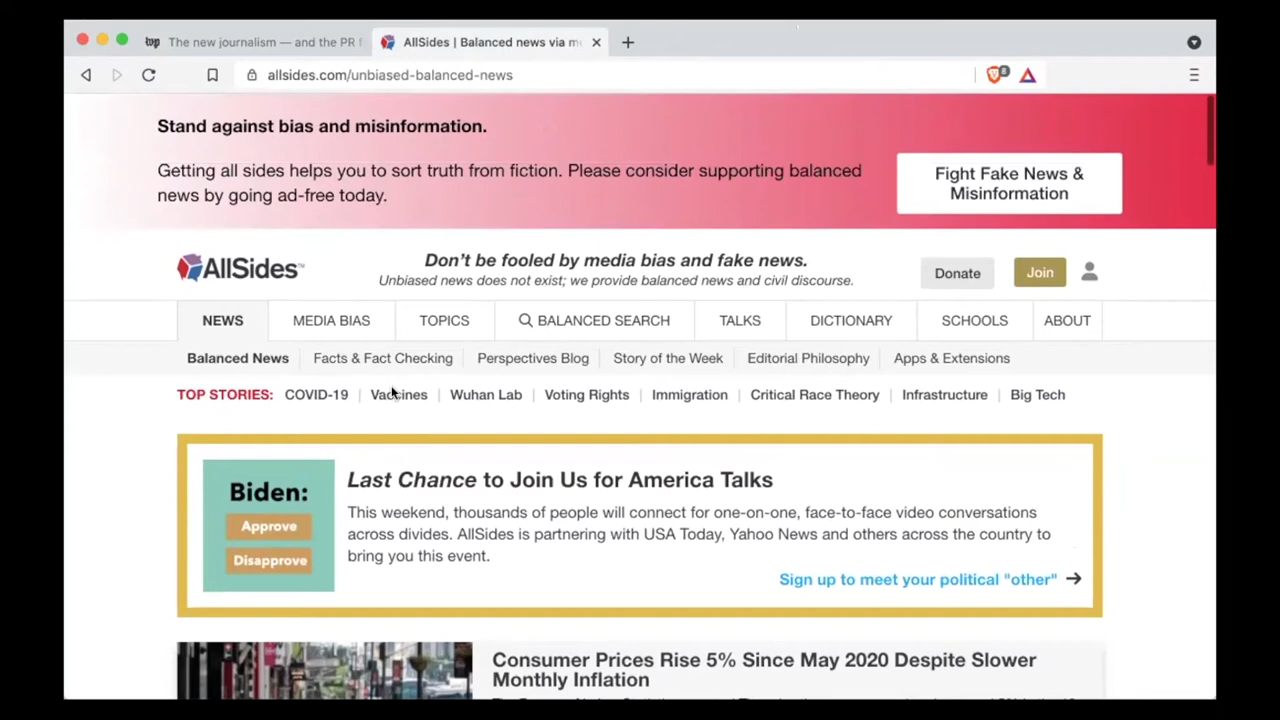 The new journalism — and the PR f
AllSides | Balanced news via me
allsides.com/unbiased-balanced-news
8
Stand against bias and misinformation.
Getting all sides helps you to sort truth from fiction. Please consider supporting balanced
news by going ad-free today.
Fight Fake News &
Misinformation
AllSides™
Don't be fooled by media bias and fake news.
Unbiased news does not exist; we provide balanced news and civil discourse.
Donate
Join
NEWS
MEDIA BIAS
TOPICS
BALANCED SEARCH
TALKS
DICTIONARY
SCHOOLS
ABOUT
Balanced News
Facts & Fact Checking
Perspectives Blog
Story of the Week
Editorial Philosophy
Apps & Extensions
TOP STORIES: COVID-19 | Vaccines | Wuhan Lab | Voting Rights | Immigration | Critical Race Theory | Infrastructure | Big Tech
Biden:
Approve
Disapprove
Last Chance to Join Us for America Talks
This weekend, thousands of people will connect for one-on-one, face-to-face video conversations
across divides. AllSides is partnering with USA Today, Yahoo News and others across the country to
bring you this event.
Sign up to meet your political "other"
Consumer Prices Rise 5% Since May 2020 Despite Slower
Monthly Inflation